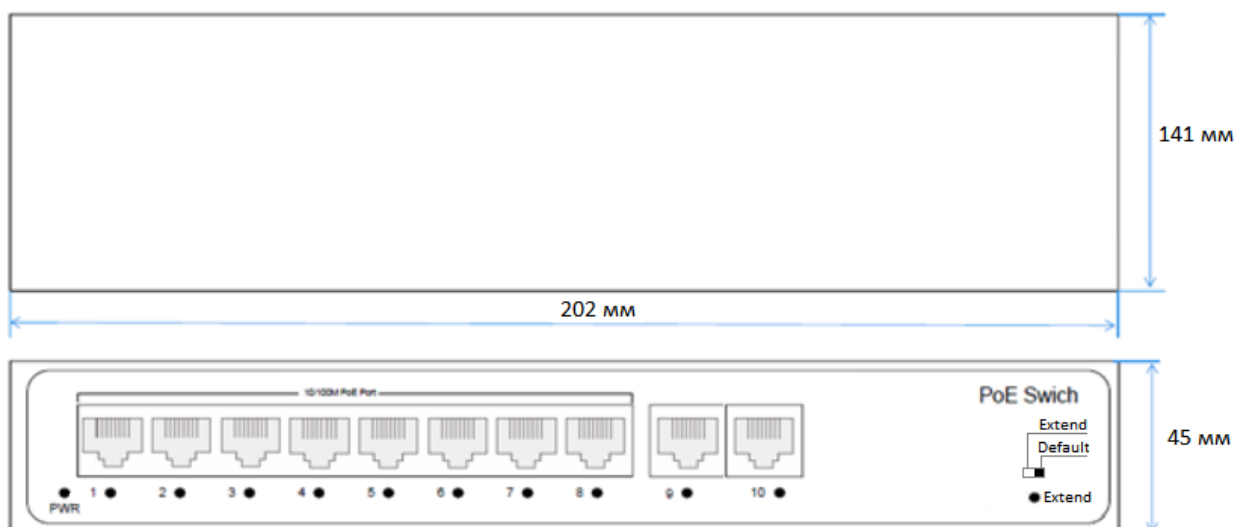 141 мм
202 мм
10/100M PoE Port
PoE Swich
Extend
Default
45 мм
1 2 3 4 5 6 7 8 9 10
Extend
PWR